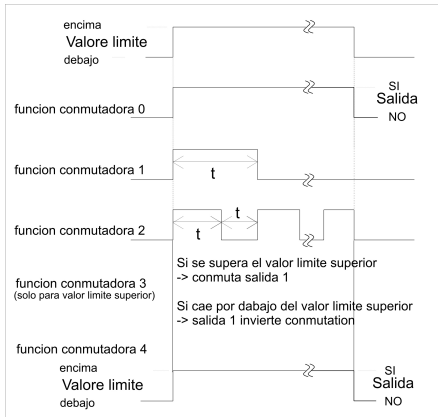 encima
Valore limite
debajo
SI
Salida
NO
funcion conmutadora 0
funcion conmutadora 1
t
funcion conmutadora 2
t
t
Si se supera el valor limite superior
-> conmuta salida 1
funcion conmutadora 3
(solo para valor limite superior)
Si cae por dabajo del valor limite superior
-> salida 1 invierte conmutation
funcion conmutadora 4
encima
Valore limite
debajo
SI
Salida
NO